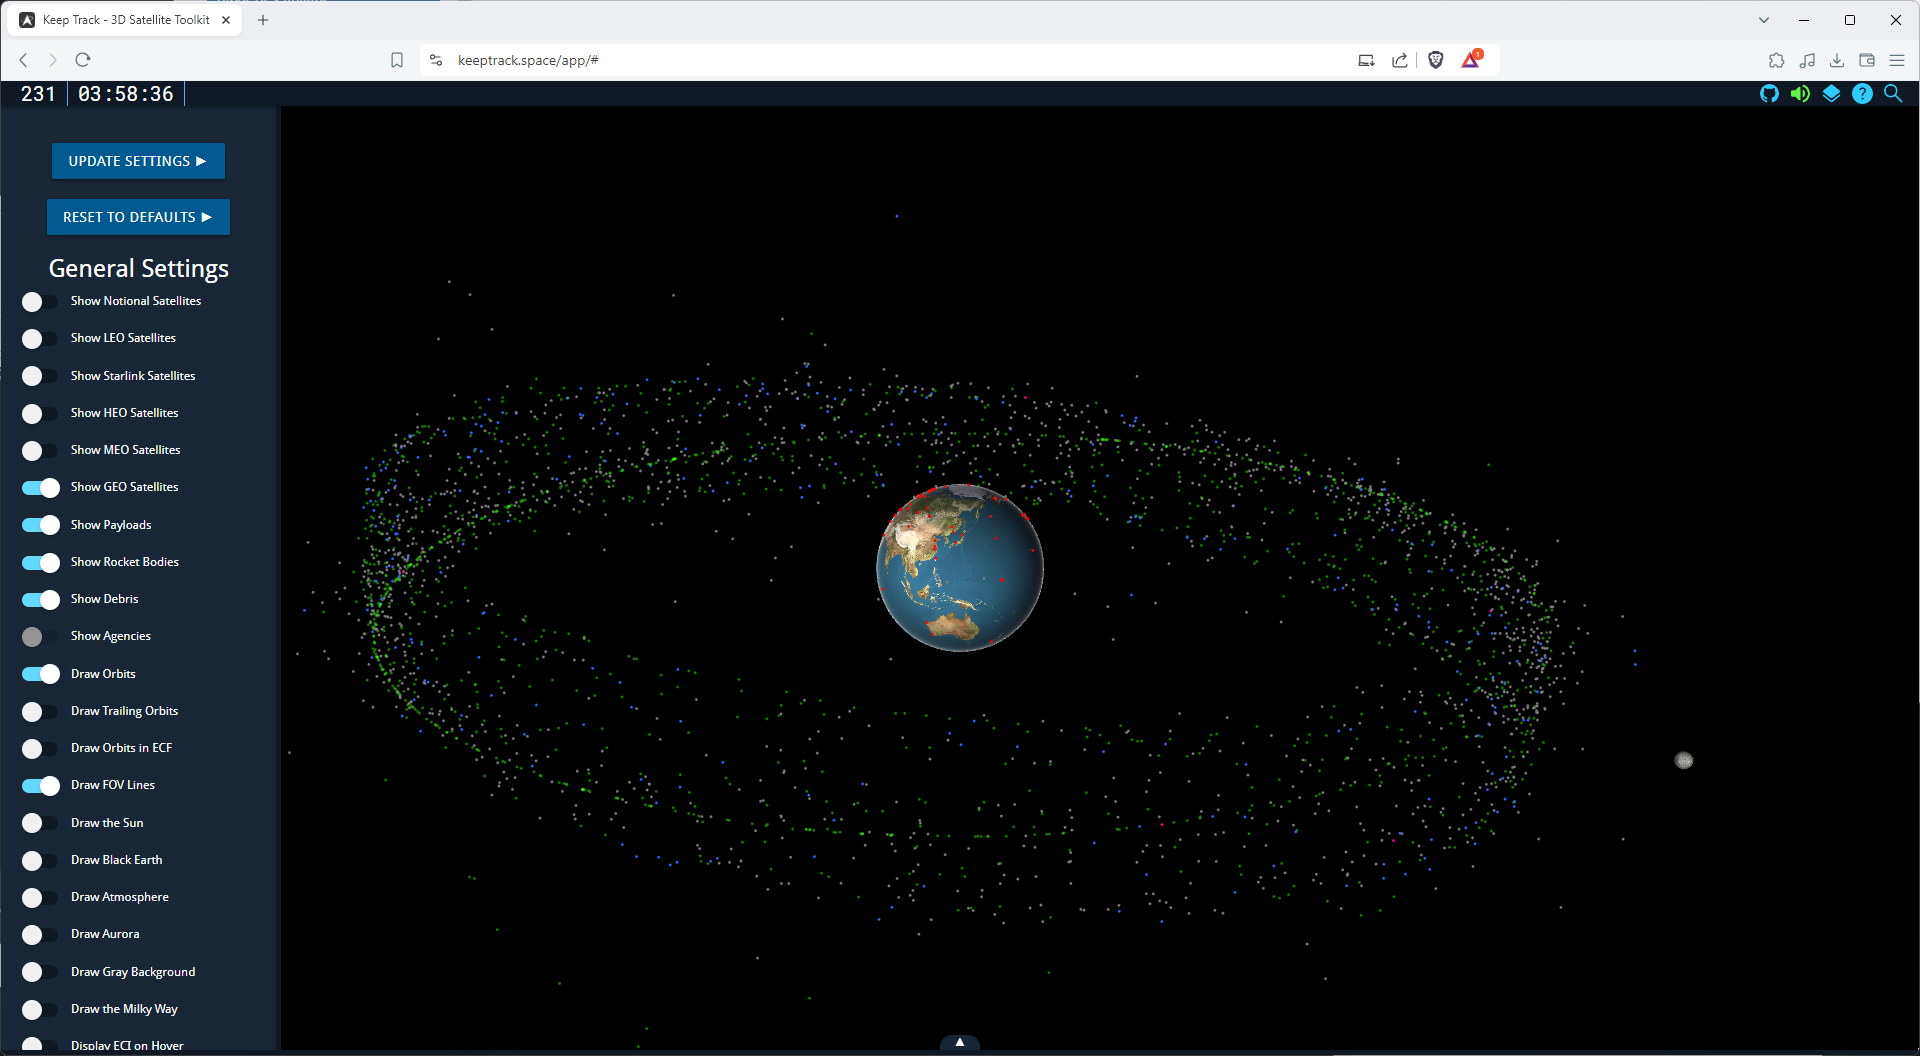 Keep Track - 3D Satellite Toolkit
keeptrack.space/app/#
1
231
03:58:36
?
UPDATE SETTINGS ►
RESET TO DEFAULTS ►
General Settings
Show Notional Satellites
Show LEO Satellites
Show Starlink Satellites
Show HEO Satellites
Show MEO Satellites
Show GEO Satellites
Show Payloads
Show Rocket Bodies
Show Debris
Show Agencies
Draw Orbits
Draw Trailing Orbits
Draw Orbits in ECF
Draw FOV Lines
Draw the Sun
Draw Black Earth
Draw Atmosphere
Draw Aurora
Draw Gray Background
Draw the Milky Way
Display ECI on Hover